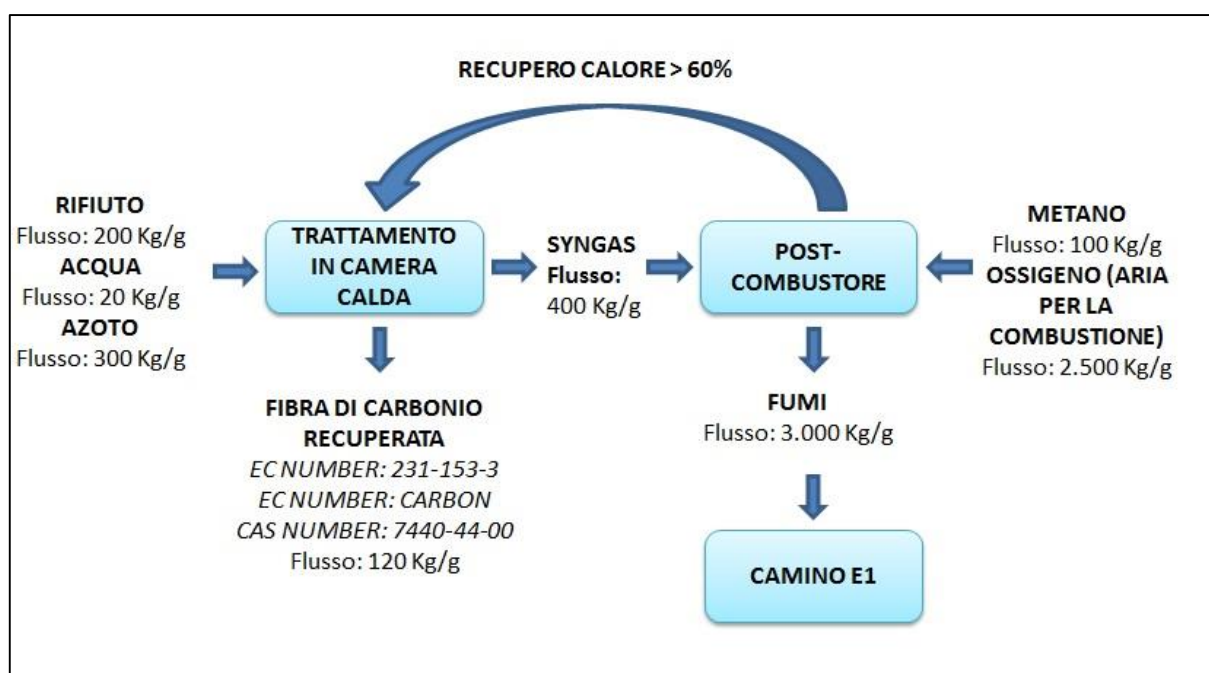 RECUPERO CALORE > 60%
RIFIUTO
Flusso: 200 Kg/g
ACQUA
Flusso: 20 Kg/g
AZOTO
Flusso: 300 Kg/g
TRATTAMENTO
IN CAMERA
CALDA
SYNGAS
Flusso:
400 Kg/g
POST-
COMBUSTORE
METANO
Flusso: 100 Kg/g
OSSIGENO (ARIA
PER LA
COMBUSTIONE)
Flusso: 2.500 Kg/g
FIBRA DI CARBONIO
RECUPERATA
EC NUMBER: 231-153-3
EC NUMBER: CARBON
CAS NUMBER: 7440-44-00
Flusso: 120 Kg/g
FUMI
Flusso: 3.000 Kg/g
CAMINO E1